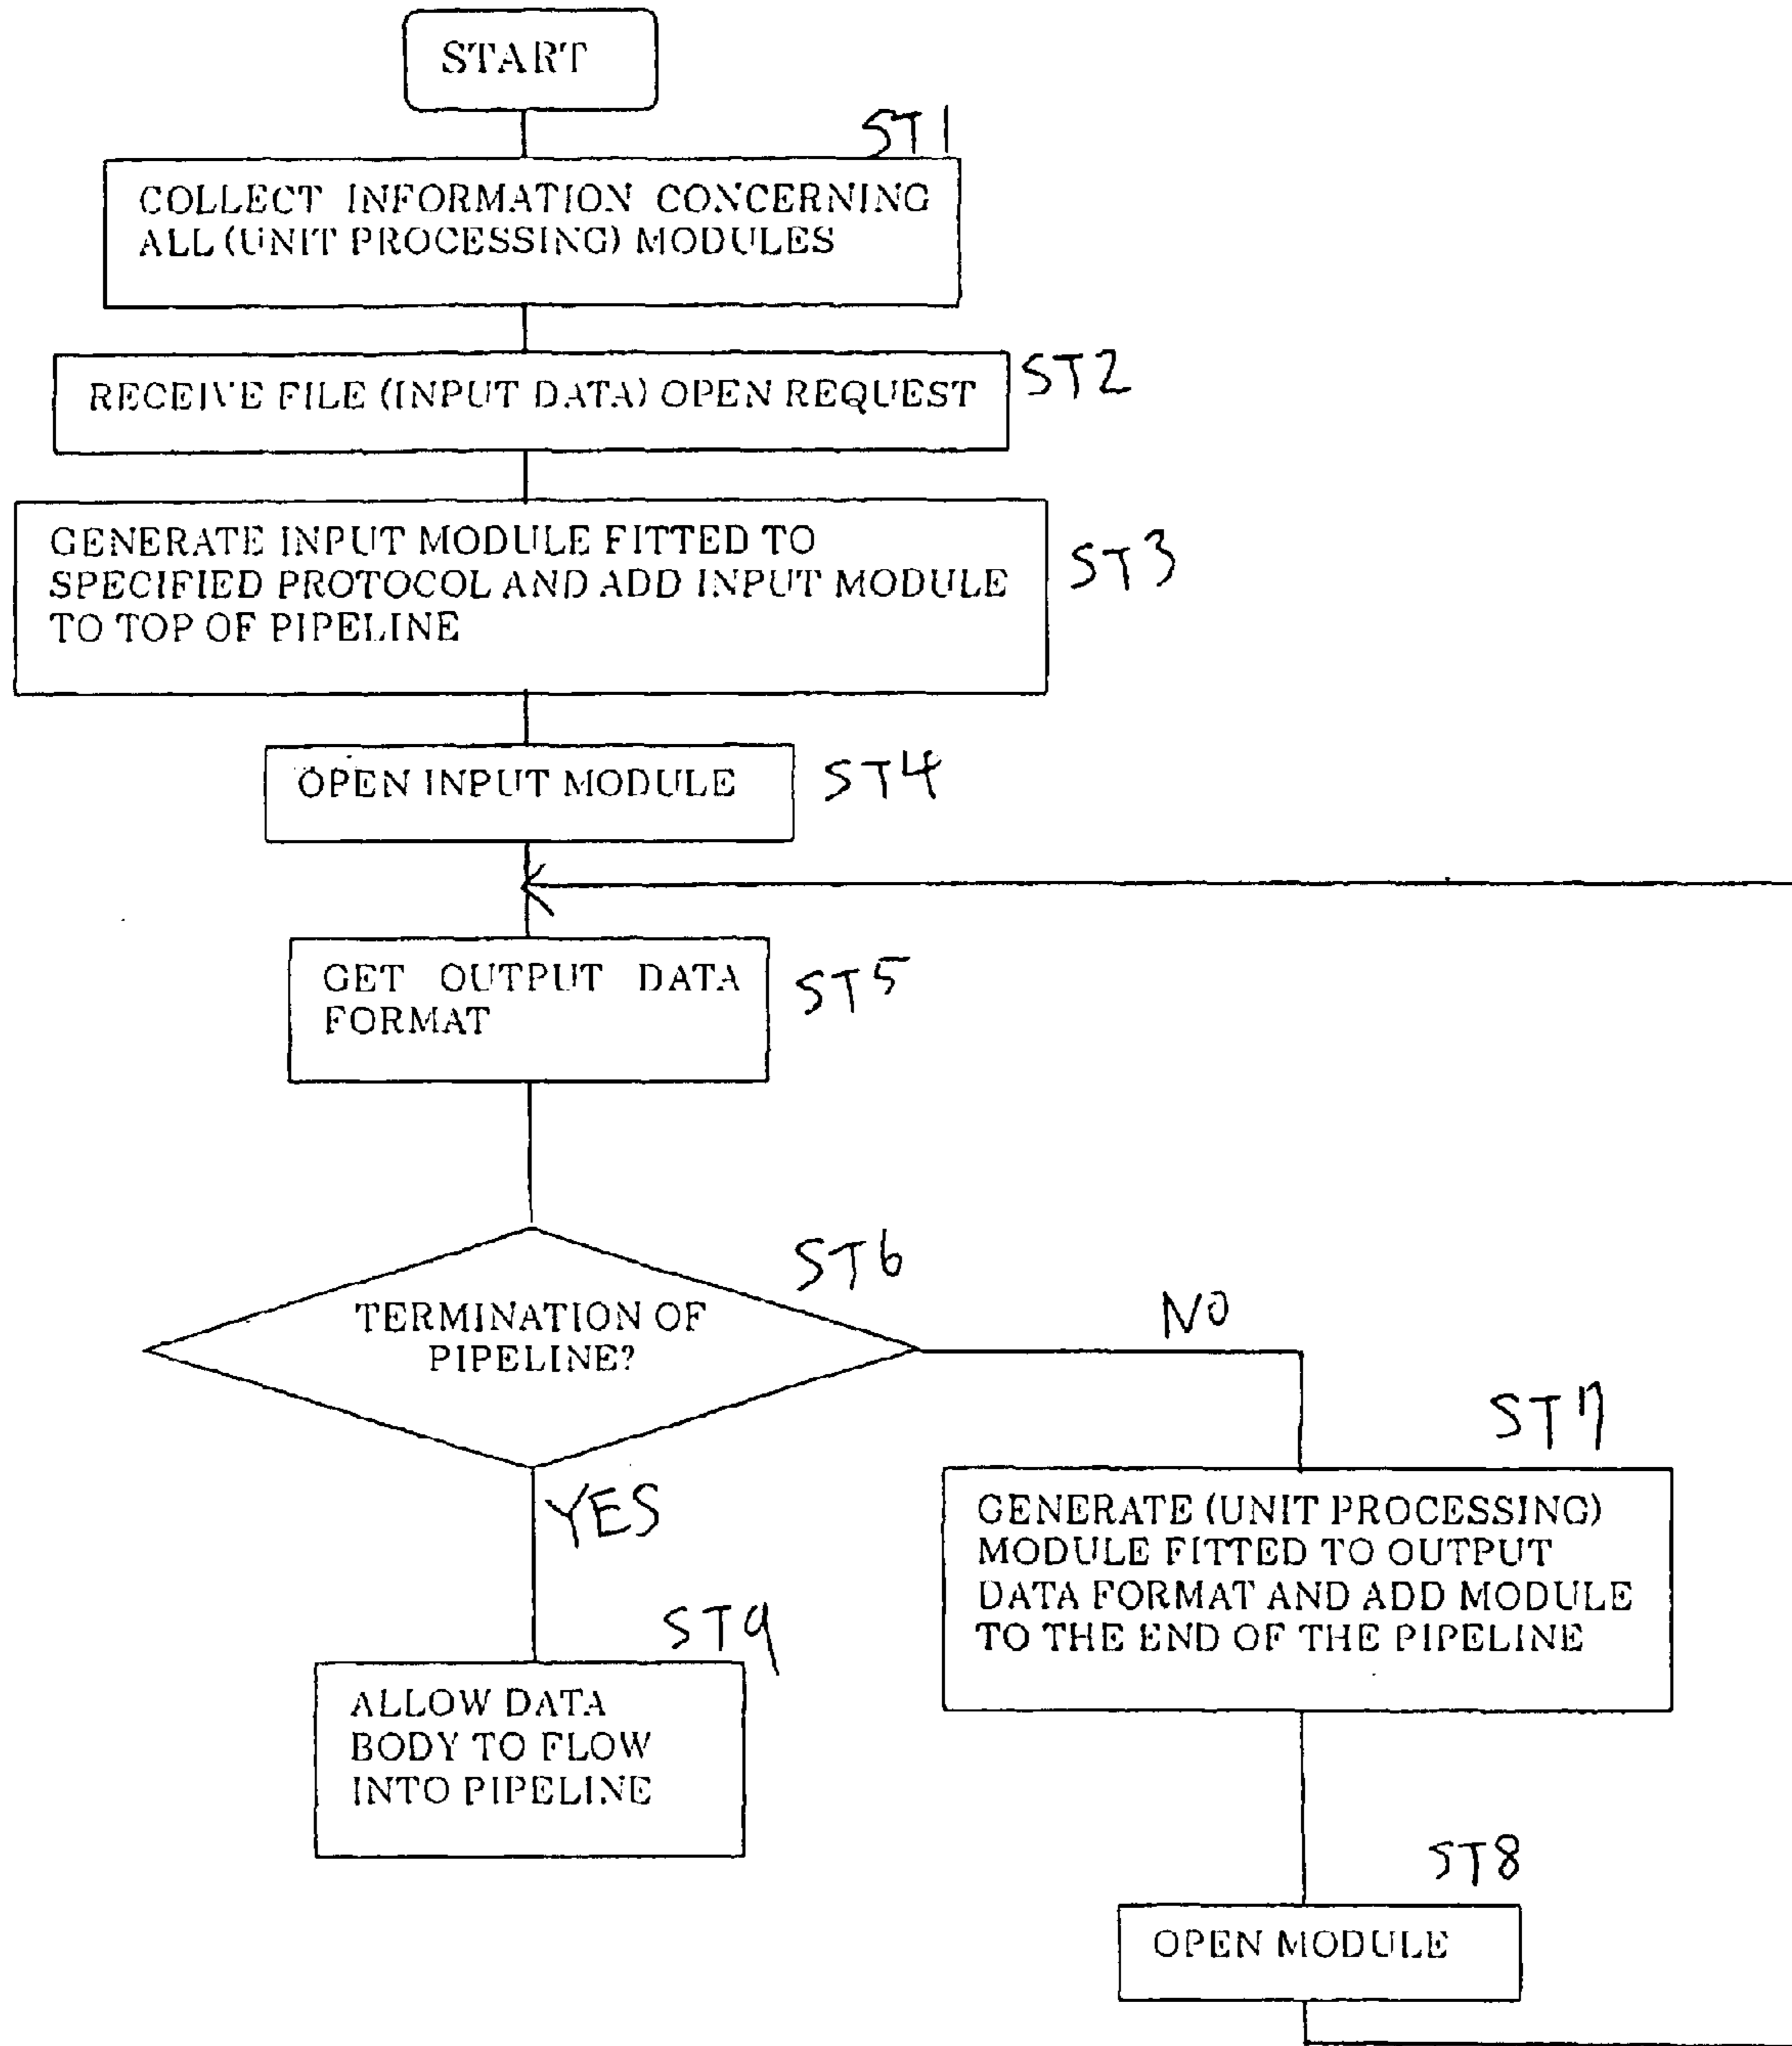 START
ST1
COLLECT INFORMATION CONCERNING
ALL (UNIT PROCESSING) MODULES
RECEIVE FILE (INPUT DATA) OPEN REQUEST
ST2
GENERATE INPUT MODULE FITTED TO
SPECIFIED PROTOCOL AND ADD INPUT MODULE
TO TOP OF PIPELINE
ST3
OPEN INPUT MODULE
ST4
GET OUTPUT DATA
FORMAT
ST5
ST6
TERMINATION OF
PIPELINE?
NO
YES
ST7
GENERATE (UNIT PROCESSING)
MODULE FITTED TO OUTPUT
DATA FORMAT AND ADD MODULE
TO THE END OF THE PIPELINE
ST9
ALLOW DATA
BODY TO FLOW
INTO PIPELINE
ST8
OPEN MODULE